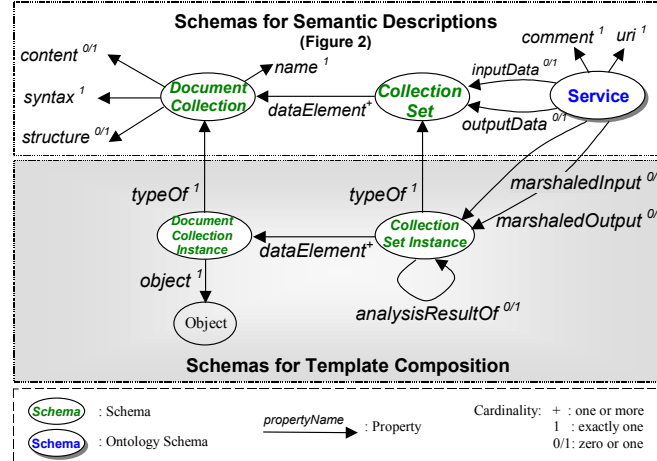 Schemas for Semantic Descriptions
(Figure 2)
comment 1
uri 1
content 0/1
name 1
Document
Collection
Collection
Set
inputData 0/1
Service
syntax 1
dataElement+
outputData 0/1
structure 0/1
typeOf 1
typeOf 1
marshaledInput 0/
marshaledOutput 0/
Document
Collection
Instance
dataElement+
Collection
Set Instance
object 1
Object
analysisResultOf 0/1
Schemas for Template Composition
Schema : Schema
Schema : Ontology Schema
propertyName : Property
Cardinality: + : one or more
1 : exactly one
0/1: zero or one